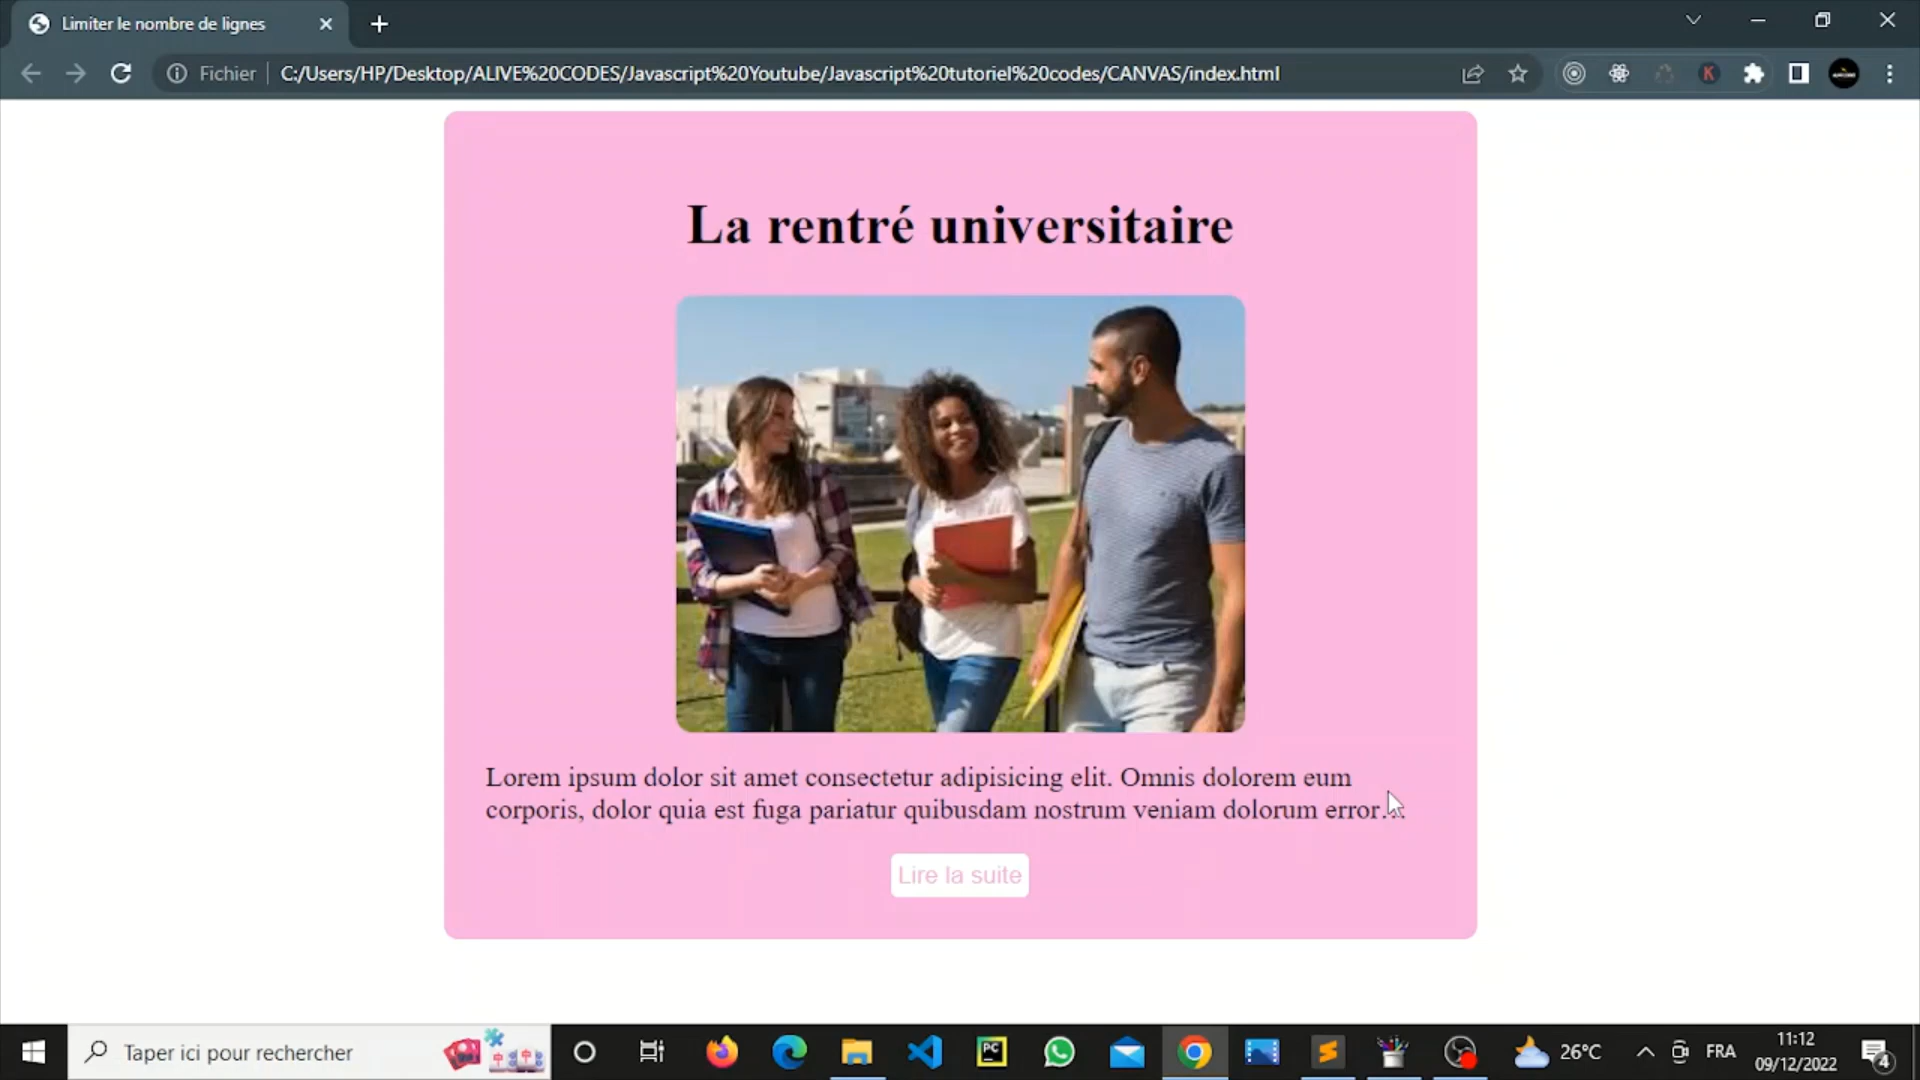 Limiter le nombre de lignes
Fichier
C:/Users/HP/Desktop/ALIVE%20CODES/Javascript%20Youtube/Javascript%20tutoriel%20codes/CANVAS/index.html
K
La rentré universitaire
Lorem ipsum dolor sit amet consectetur adipisicing elit. Omnis dolorem eum
corporis, dolor quia est fuga pariatur quibusdam nostrum veniam dolorum error…
Lire la suite
Taper ici pour rechercher
PC
26°C
FRA
11:12
09/12/2022
4